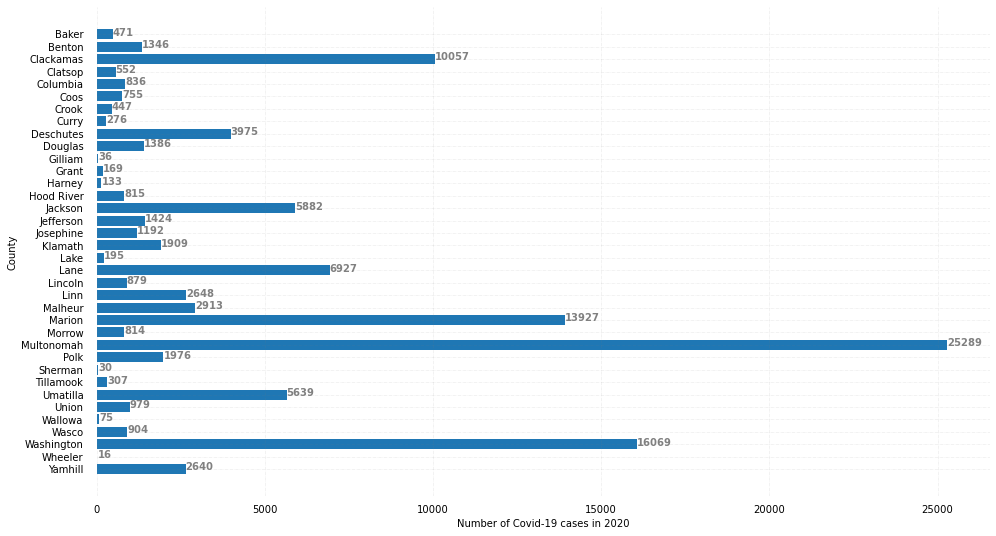 County
Baker 471
Benton 1346
Clackamas 10057
Clatsop 552
Columbia 836
Coos 755
Crook 447
Curry 276
Deschutes 3975
Douglas 1386
Gilliam 36
Grant 169
Harney 133
Hood River 815
Jackson 5882
Jefferson 1424
Josephine 1192
Klamath 1909
Lake 195
Lane 6927
Lincoln 879
Linn 2648
Malheur 2913
Marion 13927
Morrow 814
Multonomah 25289
Polk 1976
Sherman 30
Tillamook 307
Umatilla 5639
Union 979
Wallowa 75
Wasco 904
Washington 16069
Wheeler 16
Yamhill 2640
0 5000 10000 15000 20000 25000
Number of Covid-19 cases in 2020